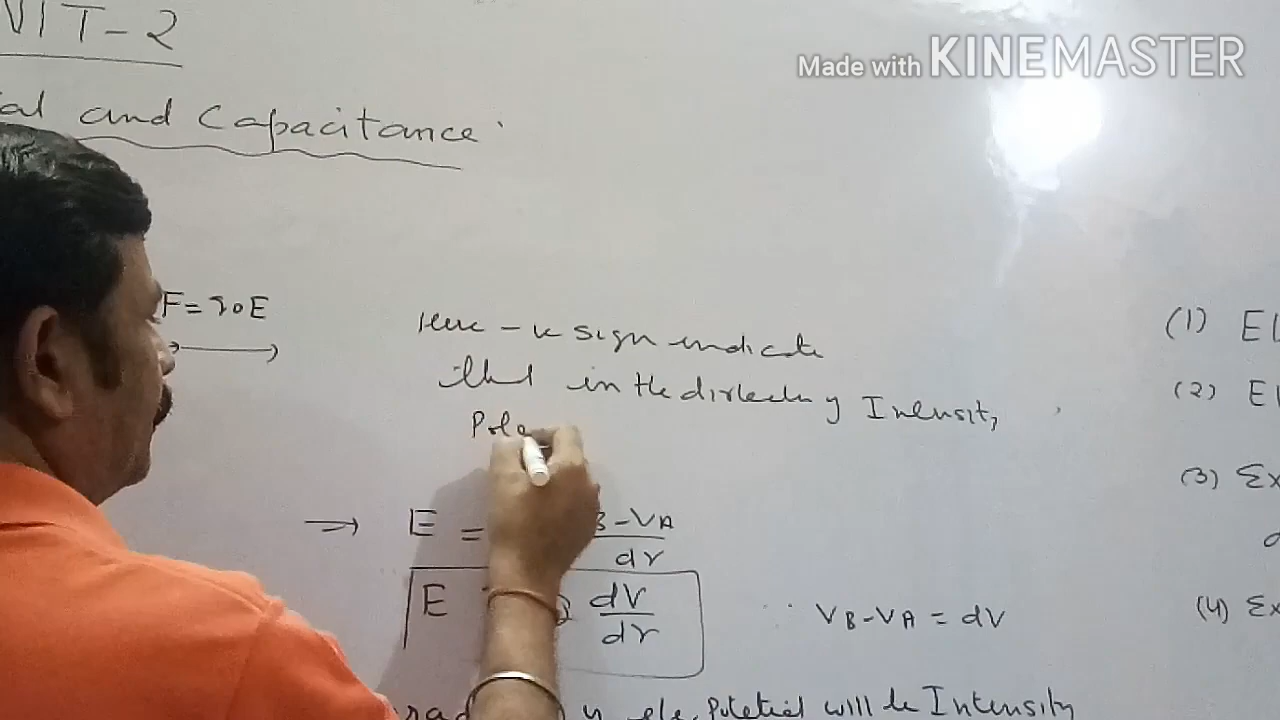 NIT-2
Made with KINEMASTER
al and Capacitance
F = q0E
Here -ve sign indicate
that in the direction of Intensity
Pote
(1) El
(2) El
(3) Ex
(4) Ex
→ E = B - VA
dr
E dV
dr
∵ VB - VA = dV
rad ele. Potential will be Intensity